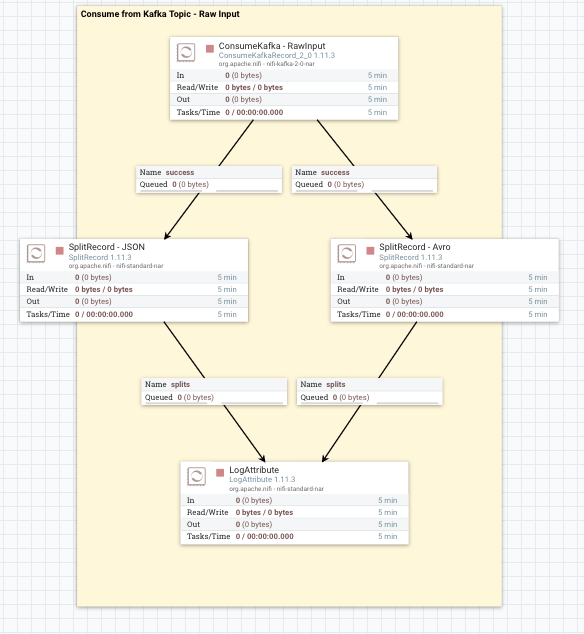 Consume from Kafka Topic - Raw Input
ConsumeKafka - RawInput
ConsumeKafkaRecord_2_0 1.11.3
org.apache.nifi - nifi-kafka-2-0-nar
In 0 (0 bytes) 5 min
Read/Write 0 bytes / 0 bytes 5 min
Out 0 (0 bytes) 5 min
Tasks/Time 0 / 00:00:00.000 5 min
Name success
Queued 0 (0 bytes)
Name success
Queued 0 (0 bytes)
SplitRecord - JSON
SplitRecord 1.11.3
org.apache.nifi - nifi-standard-nar
In 0 (0 bytes) 5 min
Read/Write 0 bytes / 0 bytes 5 min
Out 0 (0 bytes) 5 min
Tasks/Time 0 / 00:00:00.000 5 min
SplitRecord - Avro
SplitRecord 1.11.3
org.apache.nifi - nifi-standard-nar
In 0 (0 bytes) 5 min
Read/Write 0 bytes / 0 bytes 5 min
Out 0 (0 bytes) 5 min
Tasks/Time 0 / 00:00:00.000 5 min
Name splits
Queued 0 (0 bytes)
Name splits
Queued 0 (0 bytes)
LogAttribute
LogAttribute 1.11.3
org.apache.nifi - nifi-standard-nar
In 0 (0 bytes) 5 min
Read/Write 0 bytes / 0 bytes 5 min
Out 0 (0 bytes) 5 min
Tasks/Time 0 / 00:00:00.000 5 min